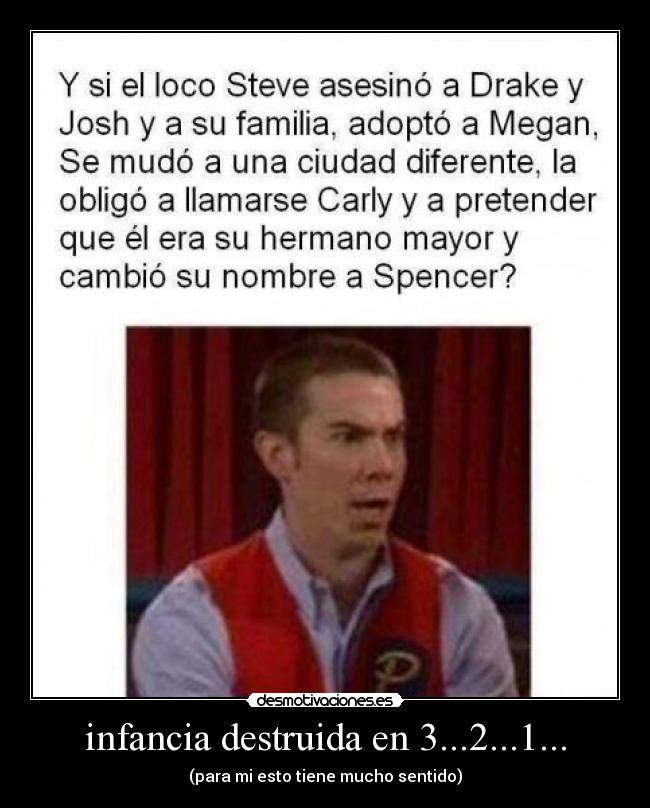 Y si el loco Steve asesinó a Drake y
Josh y a su familia, adoptó a Megan,
Se mudó a una ciudad diferente, la
obligó a llamarse Carly y a pretender
que él era su hermano mayor y
cambió su nombre a Spencer?
P
desmotivaciones.es
infancia destruida en 3...2...1...
(para mi esto tiene mucho sentido)